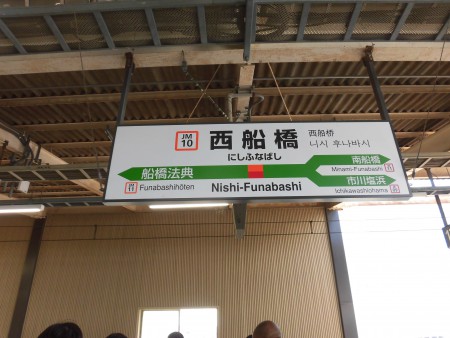 JM
10
西船橋
にしふなばし
西船桥
니시 후나바시
船橋法典
Funabashihōten
Nishi-Funabashi
南船橋
Minami-Funabashi
市川塩浜
Ichikawashiohama